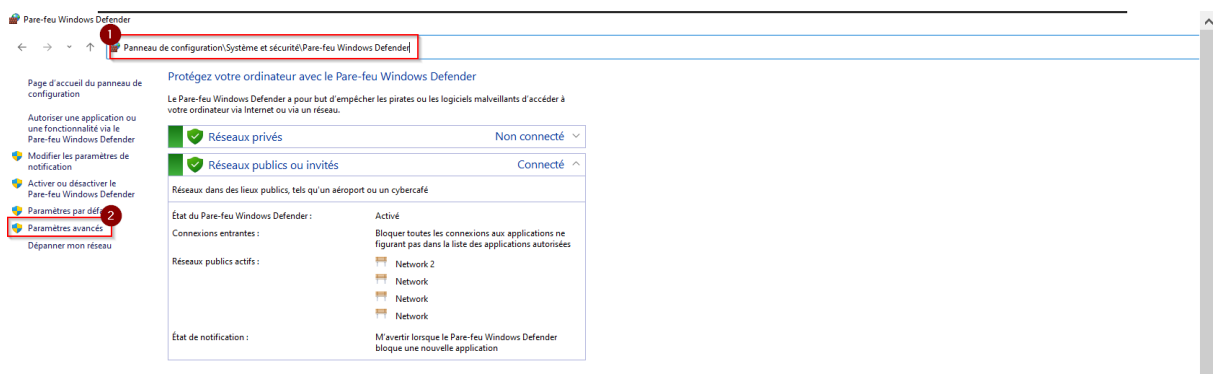 Pare-feu Windows Defender
1
Panneau de configuration\Système et sécurité\Pare-feu Windows Defender
Page d'accueil du panneau de
configuration
Autoriser une application ou
une fonctionnalité via le
Pare-feu Windows Defender
Modifier les paramètres de
notification
Activer ou désactiver le
Pare-feu Windows Defender
Paramètres par
2
Paramètres avancés
Dépanner mon réseau
Protégez votre ordinateur avec le Pare-feu Windows Defender
Le Pare-feu Windows Defender a pour but d'empêcher les pirates ou les logiciels malveillants d'accéder à
votre ordinateur via Internet ou via un réseau.
Réseaux privés Non connecté
Réseaux publics ou invités Connecté
Réseaux dans des lieux publics, tels qu'un aéroport ou un cybercafé
État du Pare-feu Windows Defender : Activé
Connexions entrantes : Bloquer toutes les connexions aux applications ne
figurant pas dans la liste des applications autorisées
Réseaux publics actifs : Network 2
Network
Network
Network
État de notification : M'avertir lorsque le Pare-feu Windows Defender
bloque une nouvelle application